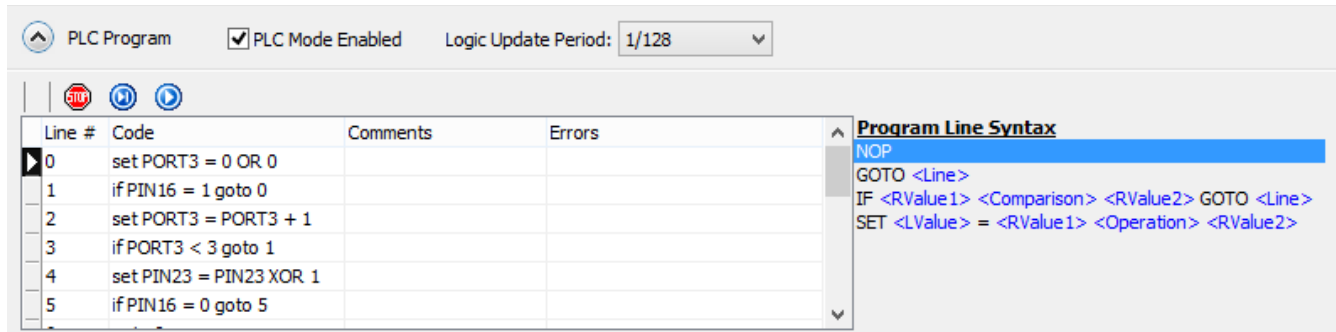 PLC Program PLC Mode Enabled Logic Update Period: 1/128
STOP
Line # Code Comments Errors
0 set PORT3 = 0 OR 0
1 if PIN16 = 1 goto 0
2 set PORT3 = PORT3 + 1
3 if PORT3 < 3 goto 1
4 set PIN23 = PIN23 XOR 1
5 if PIN16 = 0 goto 5
Program Line Syntax
NOP
GOTO <Line>
IF <RValue1> <Comparison> <RValue2> GOTO <Line>
SET <LValue> = <RValue1> <Operation> <RValue2>